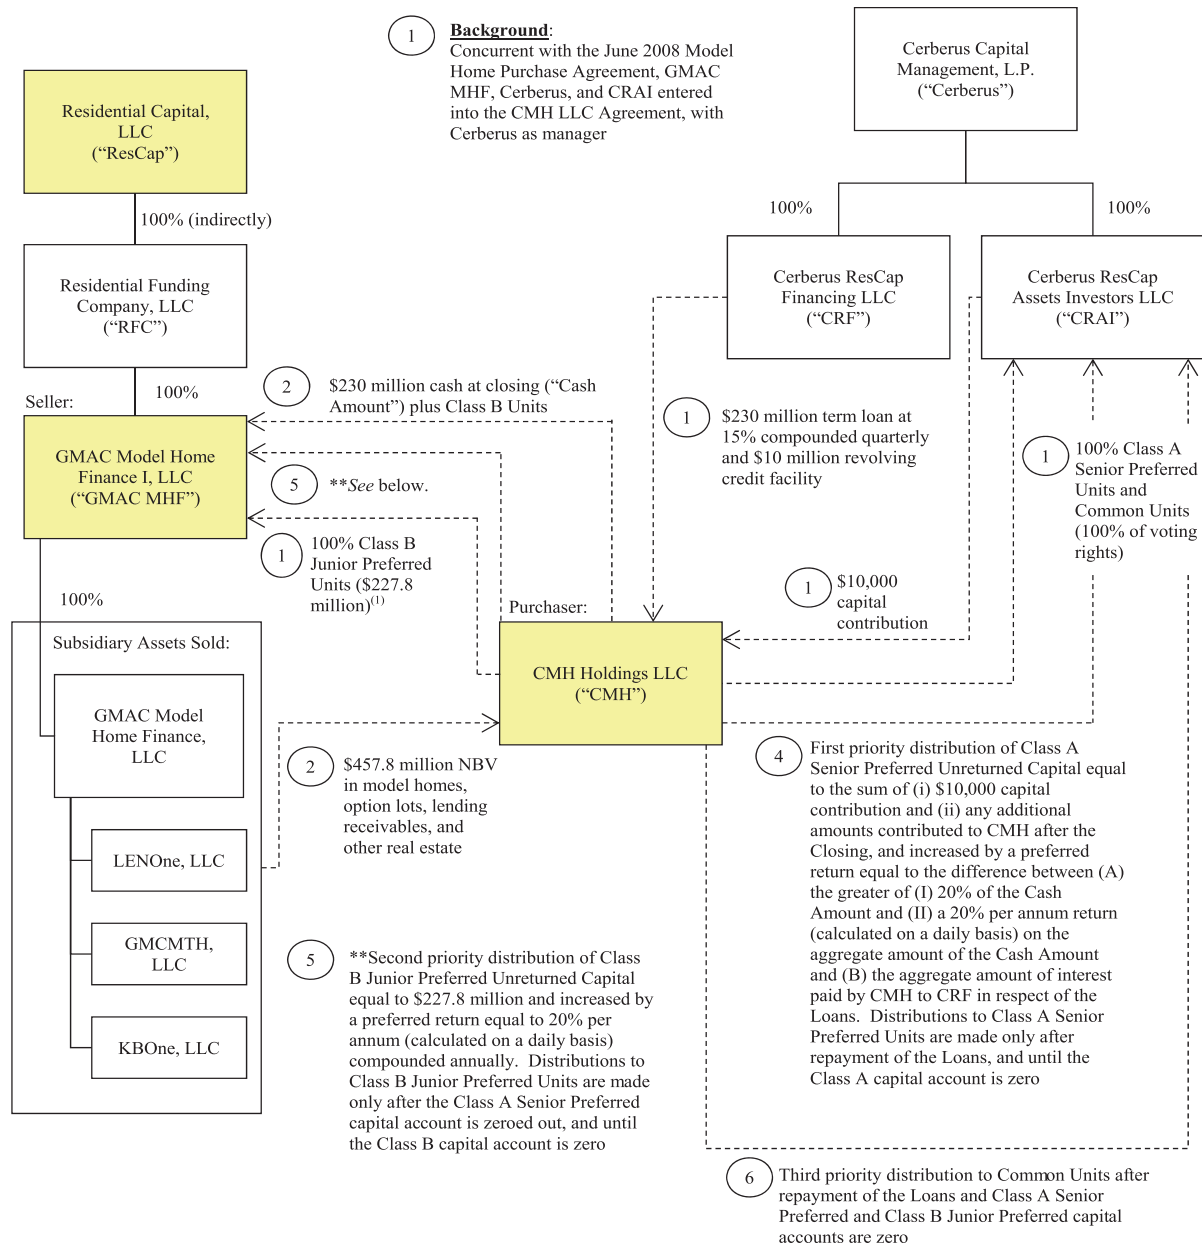 1
Background:
Concurrent with the June 2008 Model
Home Purchase Agreement, GMAC
MHF, Cerberus, and CRAI entered
into the CMH LLC Agreement, with
Cerberus as manager
Cerberus Capital
Management, L.P.
(“Cerberus”)
Residential Capital,
LLC
(“ResCap”)
100% (indirectly)
100%
100%
Residential Funding
Company, LLC
(“RFC”)
Cerberus ResCap
Financing LLC
(“CRF”)
Cerberus ResCap
Assets Investors LLC
(“CRAI”)
100%
Seller:
GMAC Model Home
Finance I, LLC
(“GMAC MHF”)
2
$230 million cash at closing (“Cash
Amount”) plus Class B Units
5
**See below.
1
100% Class B
Junior Preferred
Units ($227.8
million)(1)
1
$230 million term loan at
15% compounded quarterly
and $10 million revolving
credit facility
1
100% Class A
Senior Preferred
Units and
Common Units
(100% of voting
rights)
1
$10,000
capital
contribution
100%
Purchaser:
CMH Holdings LLC
(“CMH”)
Subsidiary Assets Sold:
GMAC Model
Home Finance,
LLC
LENOne, LLC
GMCMTH,
LLC
KBOne, LLC
2
$457.8 million NBV
in model homes,
option lots, lending
receivables, and
other real estate
4
First priority distribution of Class A
Senior Preferred Unreturned Capital equal
to the sum of (i) $10,000 capital
contribution and (ii) any additional
amounts contributed to CMH after the
Closing, and increased by a preferred
return equal to the difference between (A)
the greater of (I) 20% of the Cash
Amount and (II) a 20% per annum return
(calculated on a daily basis) on the
aggregate amount of the Cash Amount
and (B) the aggregate amount of interest
paid by CMH to CRF in respect of the
Loans.  Distributions to Class A Senior
Preferred Units are made only after
repayment of the Loans, and until the
Class A capital account is zero
5
**Second priority distribution of Class
B Junior Preferred Unreturned Capital
equal to $227.8 million and increased by
a preferred return equal to 20% per
annum (calculated on a daily basis)
compounded annually.  Distributions to
Class B Junior Preferred Units are made
only after the Class A Senior Preferred
capital account is zeroed out, and until
the Class B capital account is zero
6
Third priority distribution to Common Units after
repayment of the Loans and Class A Senior
Preferred and Class B Junior Preferred capital
accounts are zero